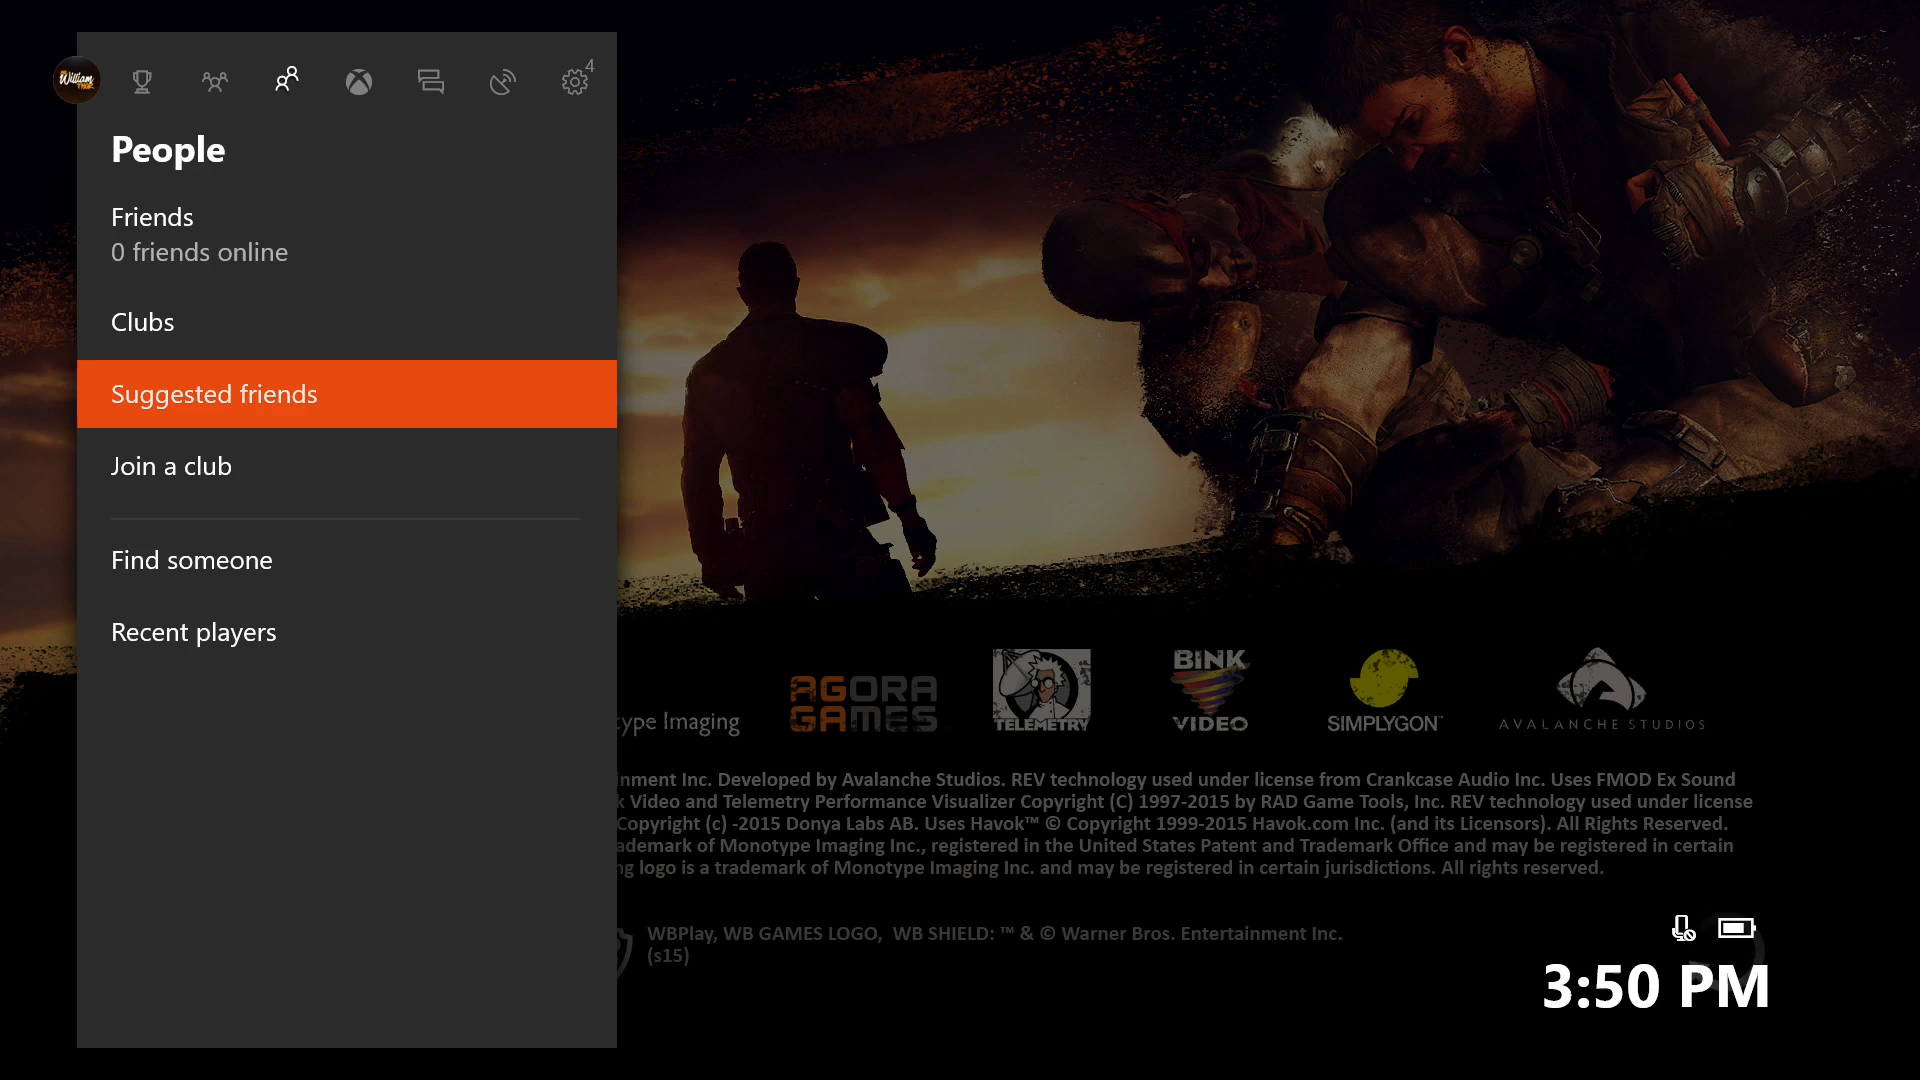 William
4
People
Friends
0 friends online
Clubs
Suggested friends
Join a club
Find someone
Recent players
type Imaging
AGORA
GAMES
TELEMETRY
BINK
VIDEO
SIMPLYGON™
AVALANCHE STUDIOS
inment Inc. Developed by Avalanche Studios. REV technology used under license from Crankcase Audio Inc. Uses FMOD Ex Sound
k Video and Telemetry Performance Visualizer Copyright (C) 1997-2015 by RAD Game Tools, Inc. REV technology used under license
Copyright (c) -2015 Donya Labs AB. Uses Havok™ © Copyright 1999-2015 Havok.com Inc. (and its Licensors). All Rights Reserved.
ademark of Monotype Imaging Inc., registered in the United States Patent and Trademark Office and may be registered in certain
ng logo is a trademark of Monotype Imaging Inc. and may be registered in certain jurisdictions. All rights reserved.
WBPlay, WB GAMES LOGO, WB SHIELD: ™ & © Warner Bros. Entertainment Inc.
(s15)
3:50 PM